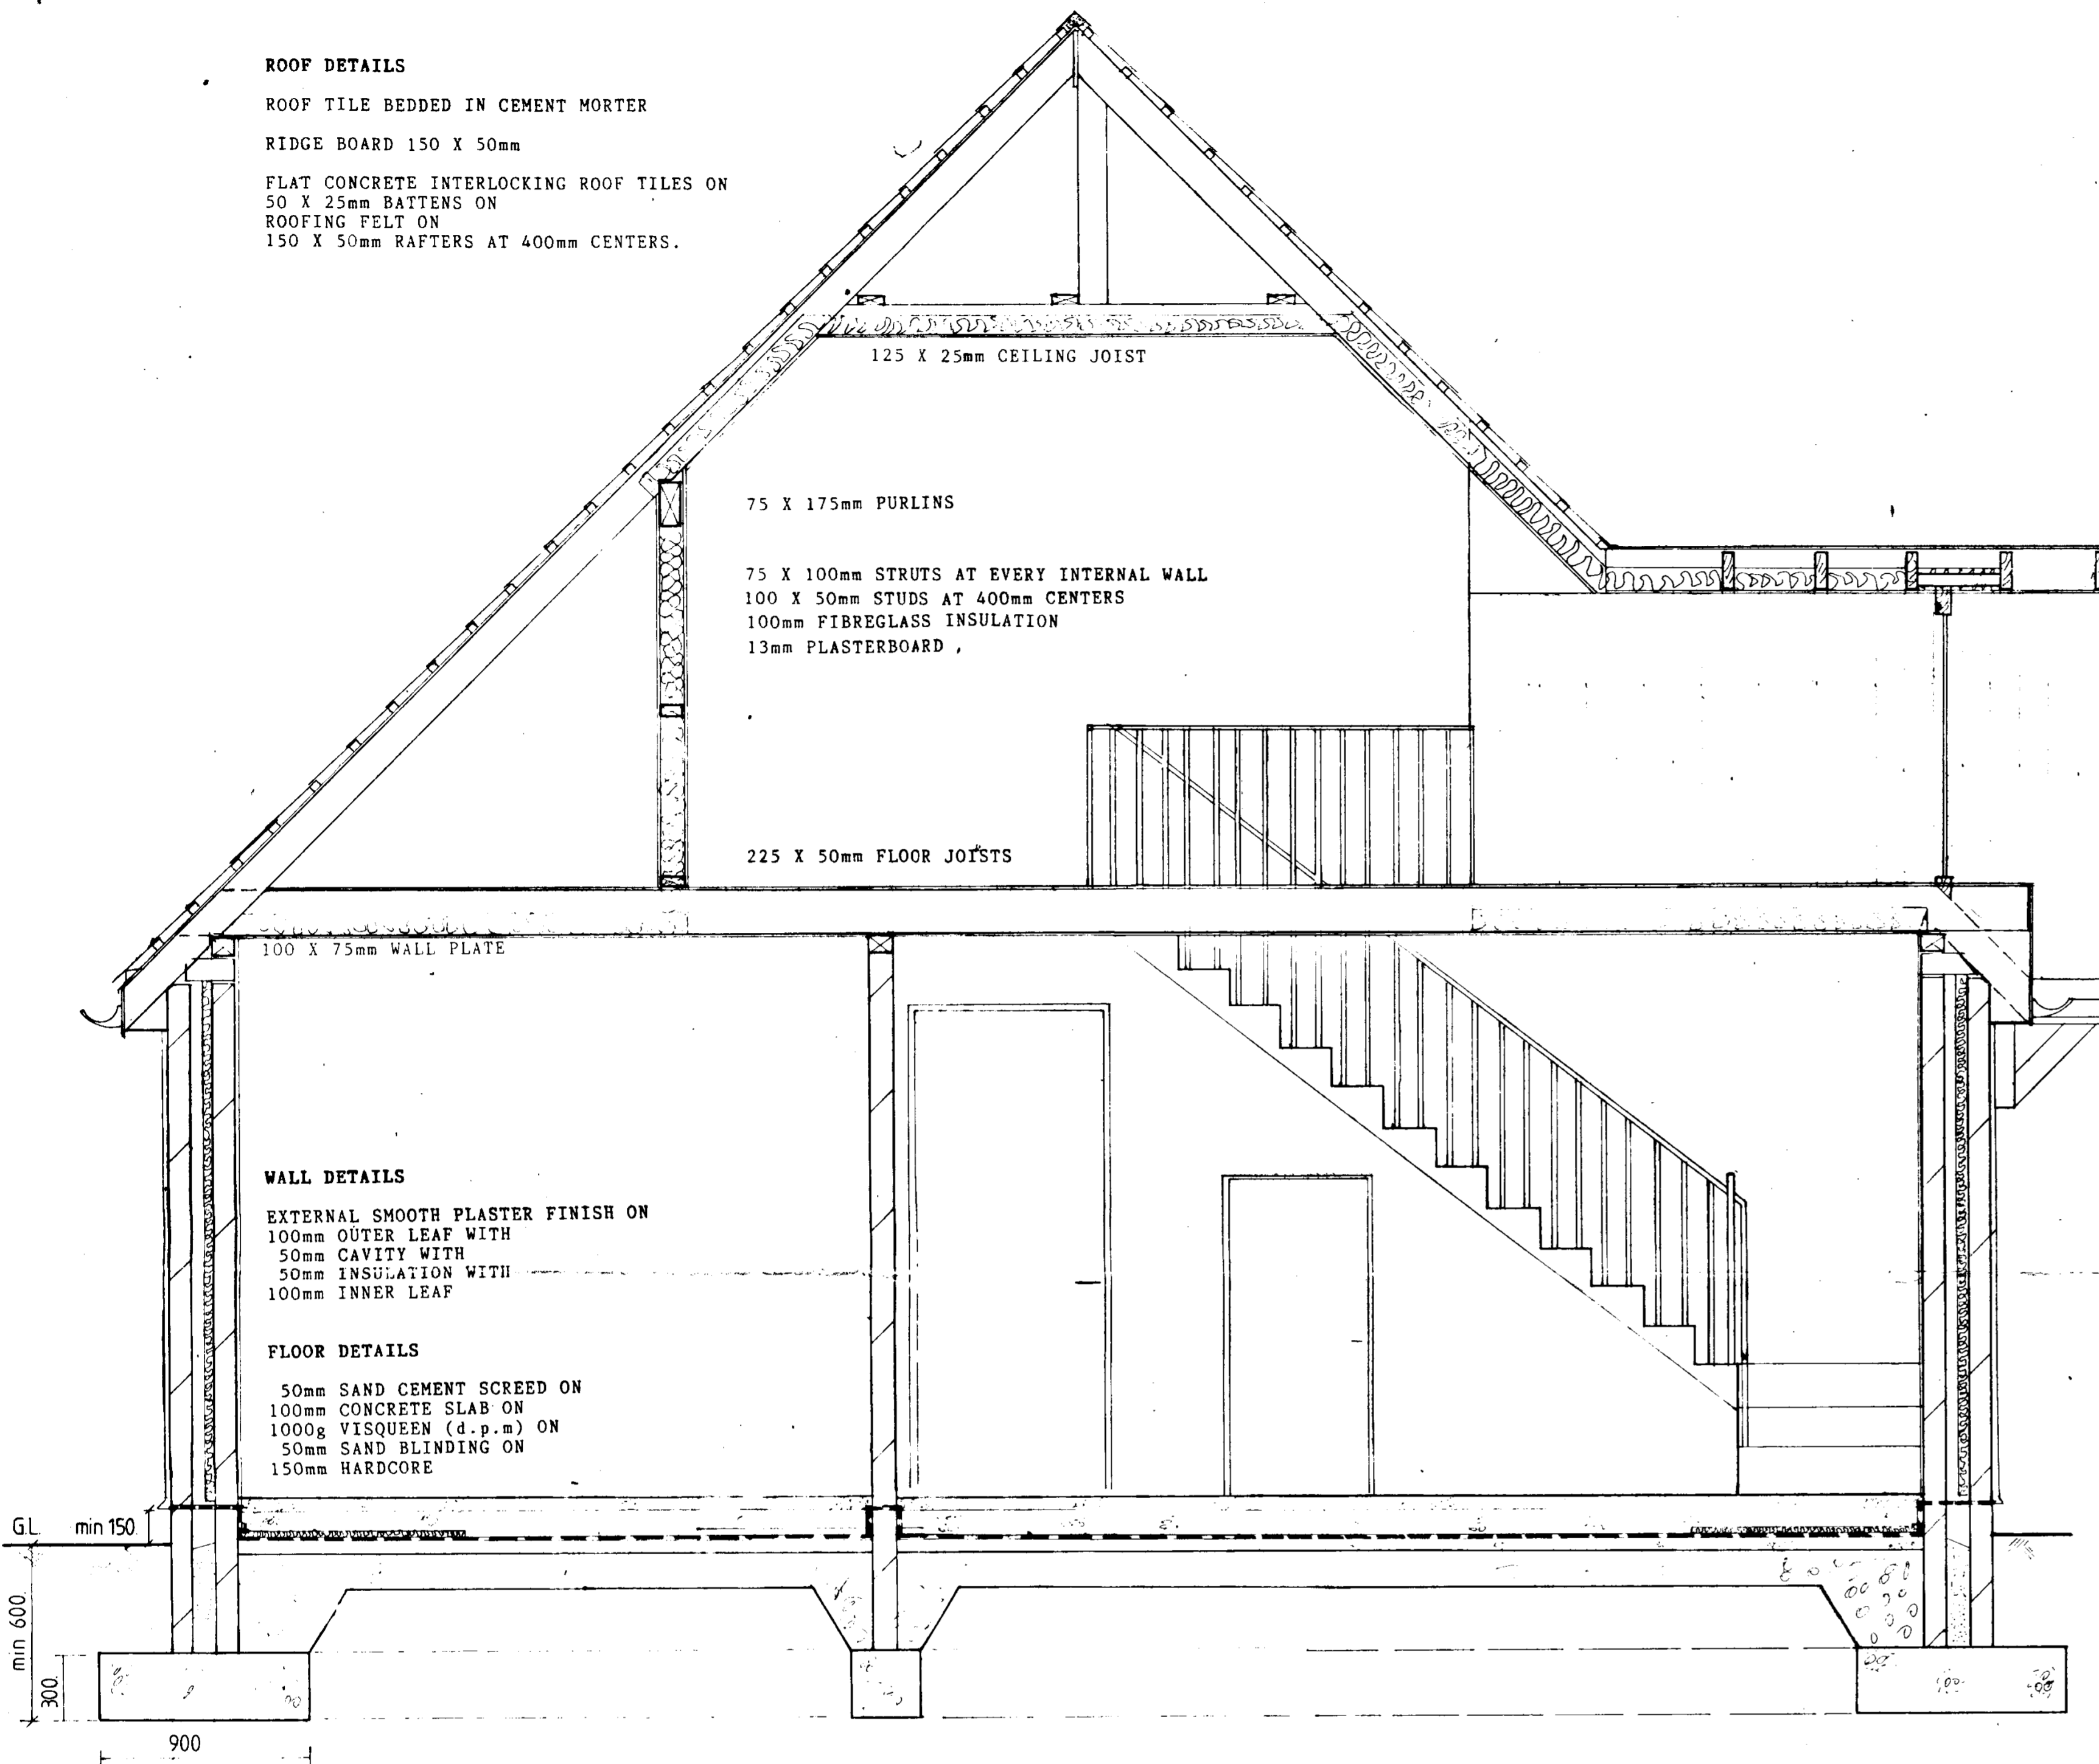 ROOF DETAILS
ROOF TILE BEDDED IN CEMENT MORTER
RIDGE BOARD 150 X 50mm
FLAT CONCRETE INTERLOCKING ROOF TILES ON
50 X 25mm BATTENS ON
ROOFING FELT ON
150 X 50mm RAFTERS AT 400mm CENTERS.
125 X 25mm CEILING JOIST
75 X 175mm PURLINS
75 X 100mm STRUTS AT EVERY INTERNAL WALL
100 X 50mm STUDS AT 400mm CENTERS
100mm FIBREGLASS INSULATION
13mm PLASTERBOARD
225 X 50mm FLOOR JOISTS
100 X 75mm WALL PLATE
WALL DETAILS
EXTERNAL SMOOTH PLASTER FINISH ON
100mm OUTER LEAF WITH
50mm CAVITY WITH
50mm INSULATION WITH
100mm INNER LEAF
FLOOR DETAILS
50mm SAND CEMENT SCREED ON
100mm CONCRETE SLAB ON
1000g VISQUEEN (d.p.m) ON
50mm SAND BLINDING ON
150mm HARDCORE
G.L. min 150.
min 600.
300.
900